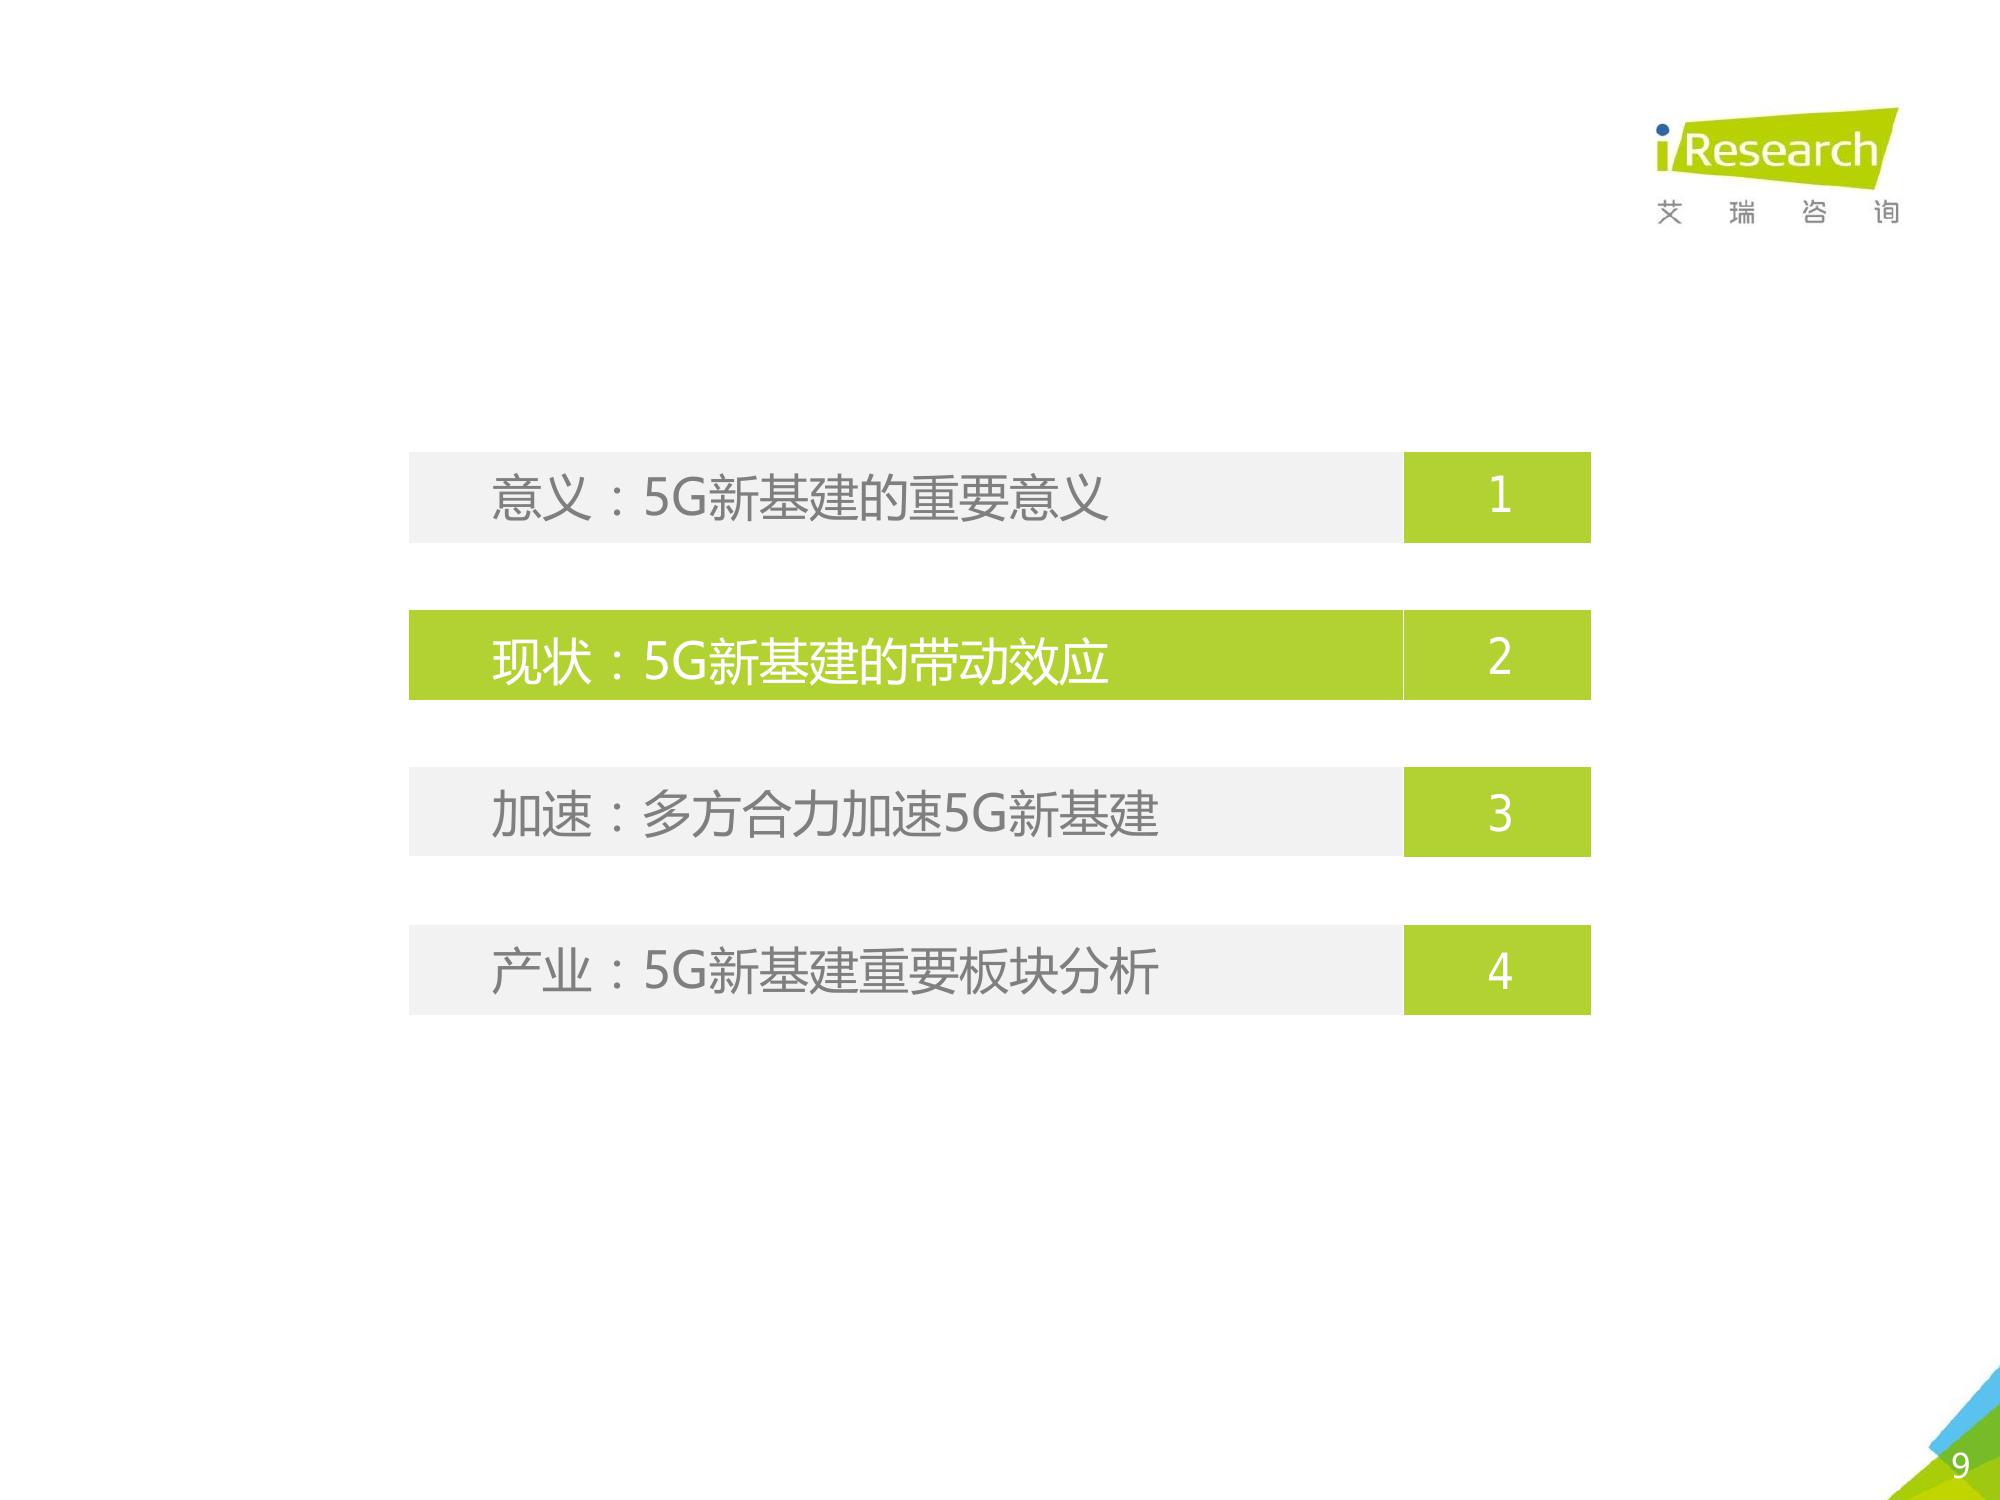 iResearch
艾瑞咨询
意义：5G新基建的重要意义 1
现状：5G新基建的带动效应 2
加速：多方合力加速5G新基建 3
产业：5G新基建重要板块分析 4
9